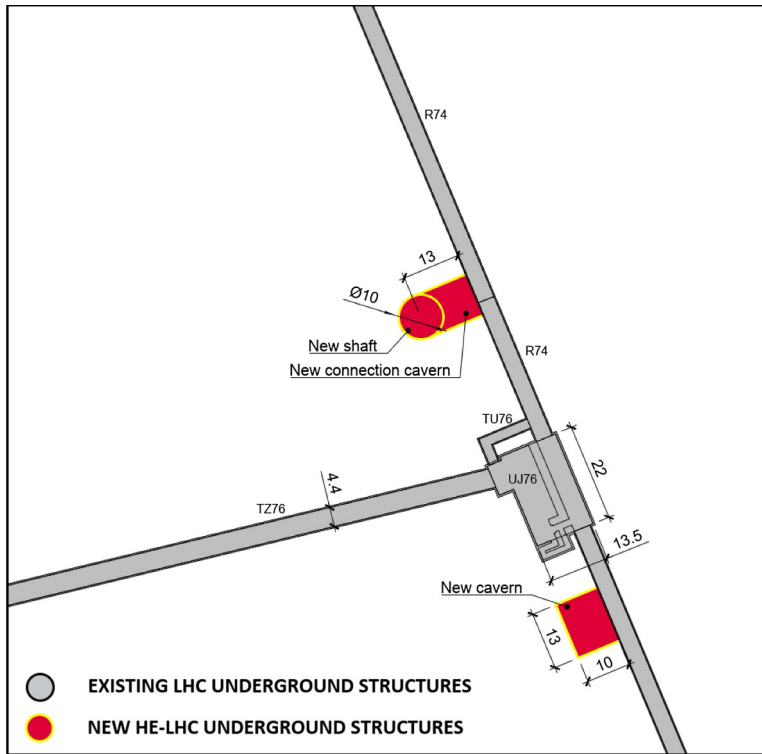 R74
13
Ø10
New shaft
New connection cavern
R74
TU76
UJ76
22
4.4
TZ76
13.5
New cavern
13
10
EXISTING LHC UNDERGROUND STRUCTURES
NEW HE-LHC UNDERGROUND STRUCTURES